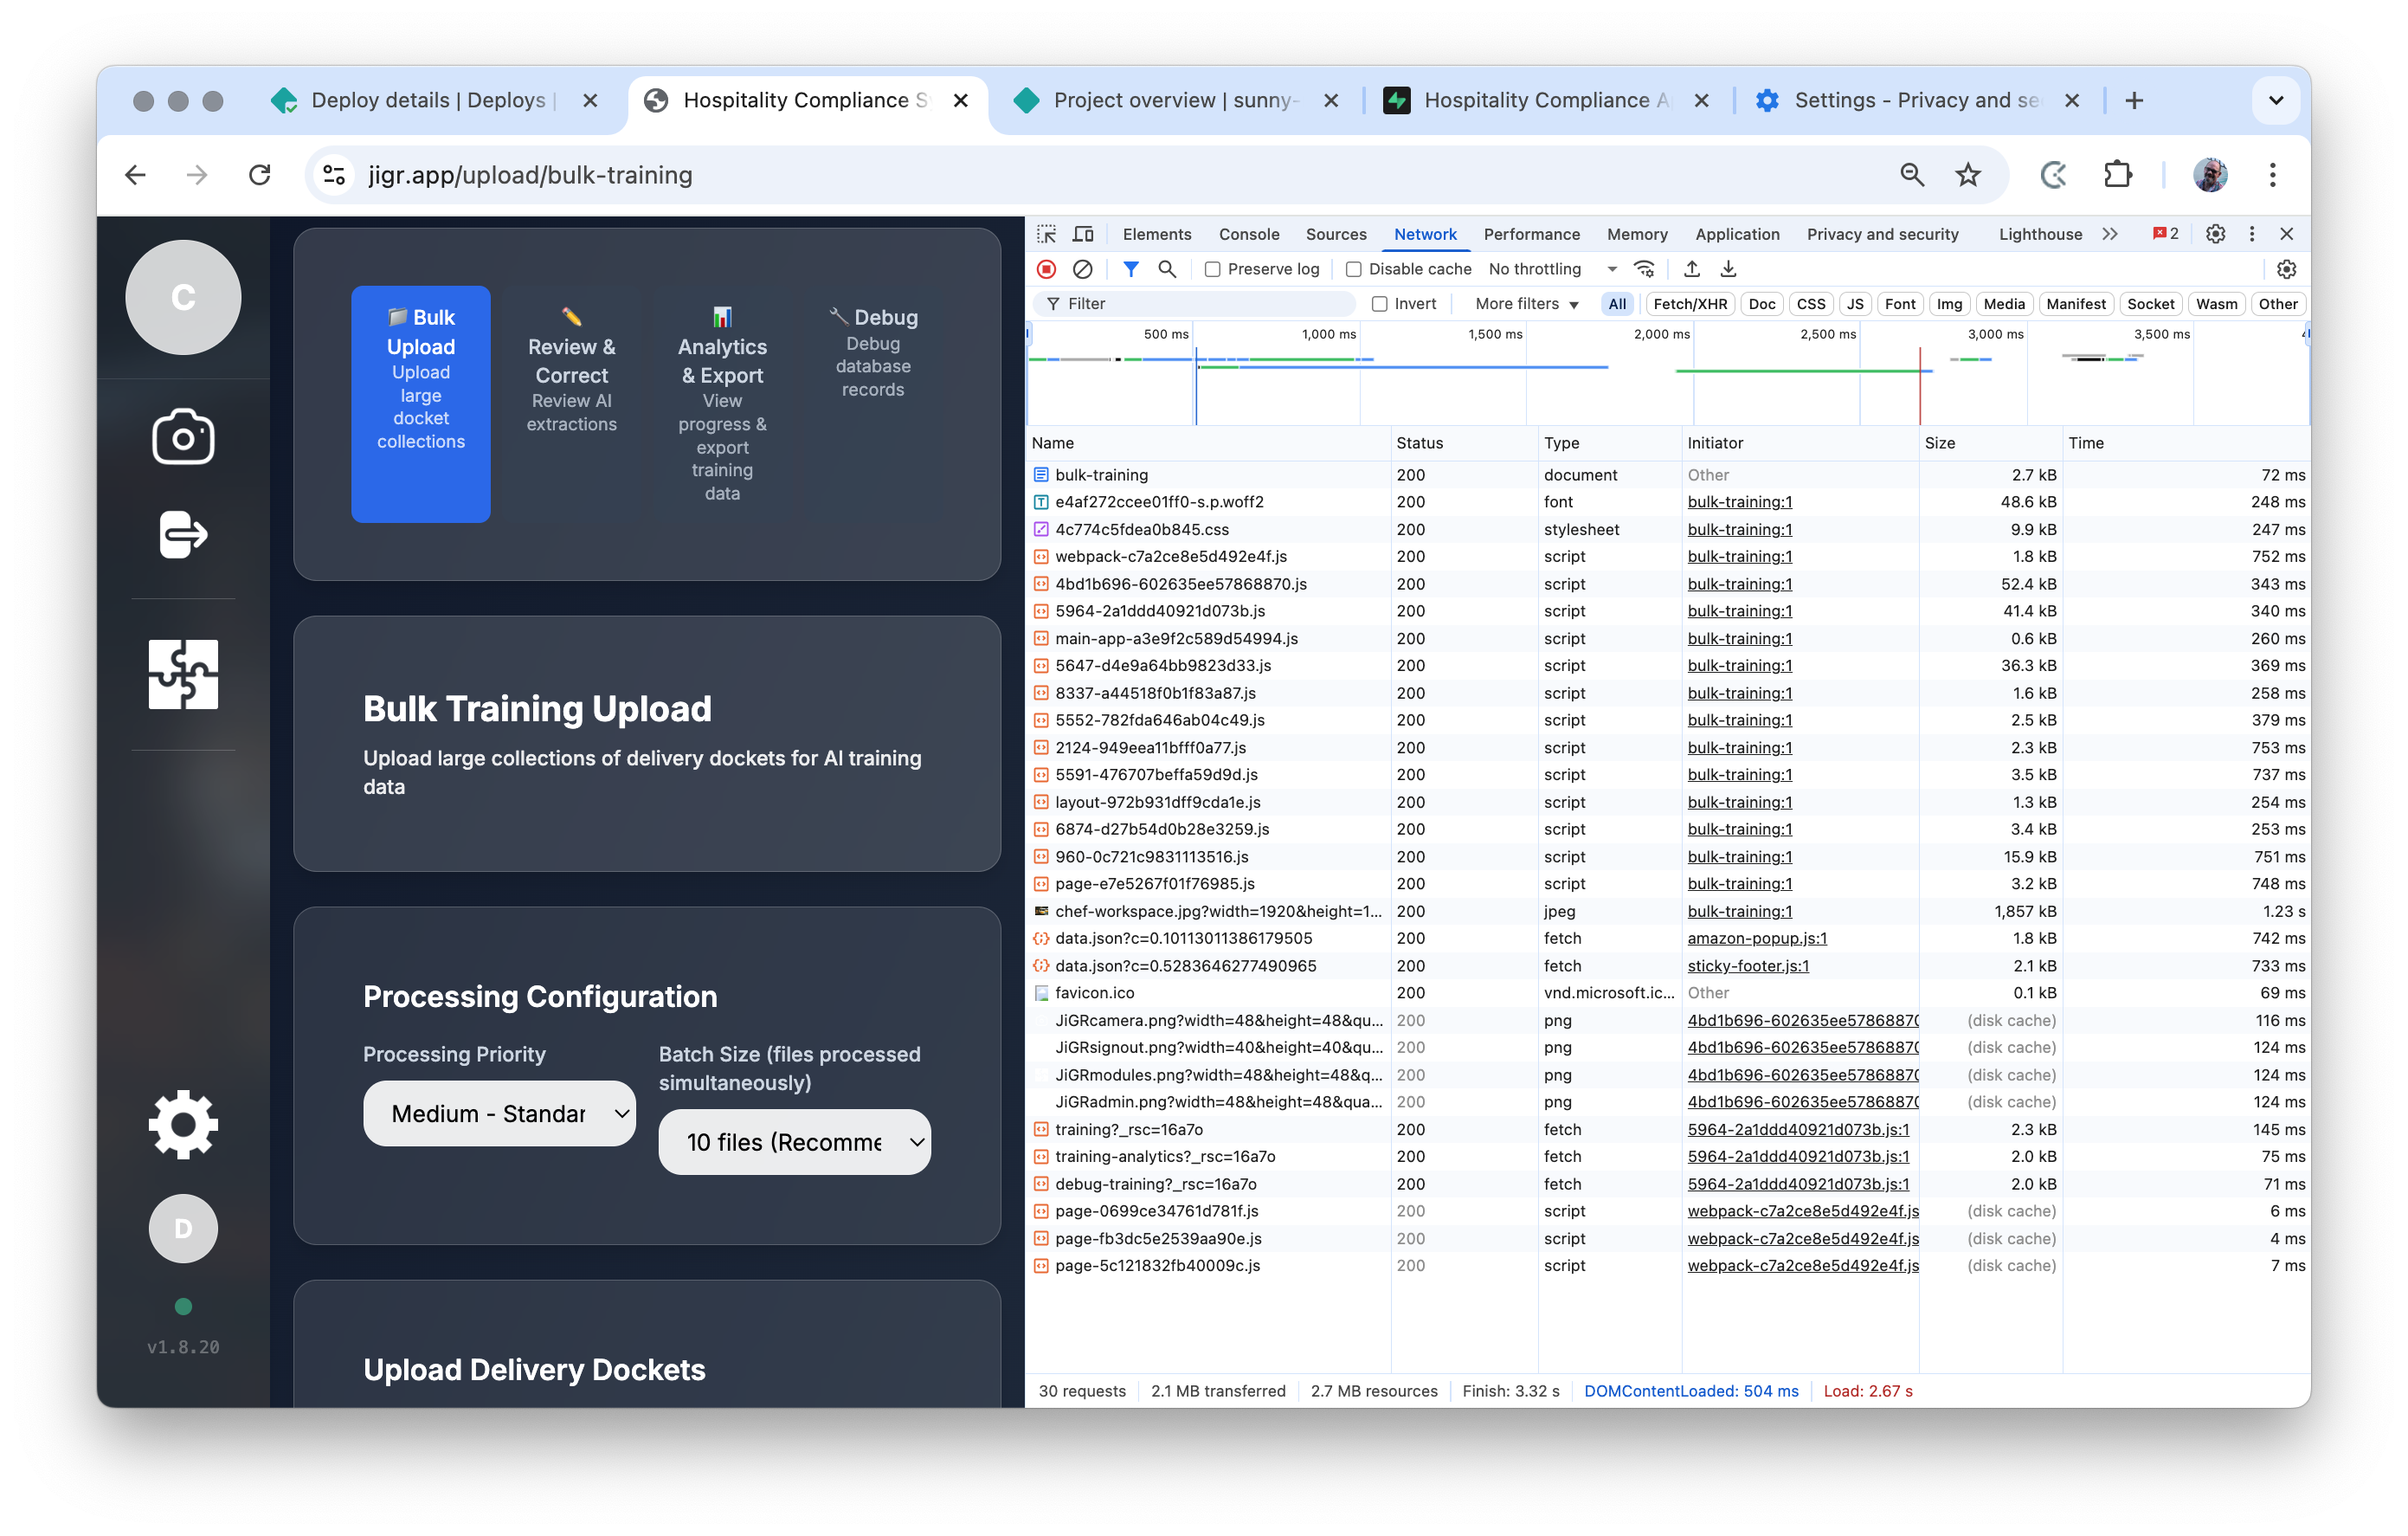 Deploy details | Deploys |
Hospitality Compliance Sy
Project overview | sunny-
Hospitality Compliance A
Settings - Privacy and se
jigr.app/upload/bulk-training
C
Bulk
Upload
Upload
large
docket
collections
Review &
Correct
Review AI
extractions
Analytics
& Export
View
progress &
export
training
data
Debug
Debug
database
records
Bulk Training Upload
Upload large collections of delivery dockets for AI training
data
Processing Configuration
Processing Priority
Medium - Standar
Batch Size (files processed
simultaneously)
10 files (Recomme
Upload Delivery Dockets
D
v1.8.20
Elements Console Sources Network Performance Memory Application Privacy and security Lighthouse 2
Preserve log Disable cache No throttling
Filter Invert More filters All Fetch/XHR Doc CSS JS Font Img Media Manifest Socket Wasm Other
500 ms 1,000 ms 1,500 ms 2,000 ms 2,500 ms 3,000 ms 3,500 ms 4
Name Status Type Initiator Size Time
bulk-training 200 document Other 2.7 kB 72 ms
e4af272ccee01ff0-s.p.woff2 200 font bulk-training:1 48.6 kB 248 ms
4c774c5fdea0b845.css 200 stylesheet bulk-training:1 9.9 kB 247 ms
webpack-c7a2ce8e5d492e4f.js 200 script bulk-training:1 1.8 kB 752 ms
4bd1b696-602635ee57868870.js 200 script bulk-training:1 52.4 kB 343 ms
5964-2a1ddd40921d073b.js 200 script bulk-training:1 41.4 kB 340 ms
main-app-a3e9f2c589d54994.js 200 script bulk-training:1 0.6 kB 260 ms
5647-d4e9a64bb9823d33.js 200 script bulk-training:1 36.3 kB 369 ms
8337-a44518f0b1f83a87.js 200 script bulk-training:1 1.6 kB 258 ms
5552-782fda646ab04c49.js 200 script bulk-training:1 2.5 kB 379 ms
2124-949eea11bfff0a77.js 200 script bulk-training:1 2.3 kB 753 ms
5591-476707beffa59d9d.js 200 script bulk-training:1 3.5 kB 737 ms
layout-972b931dff9cda1e.js 200 script bulk-training:1 1.3 kB 254 ms
6874-d27b54d0b28e3259.js 200 script bulk-training:1 3.4 kB 253 ms
960-0c721c9831113516.js 200 script bulk-training:1 15.9 kB 751 ms
page-e7e5267f01f76985.js 200 script bulk-training:1 3.2 kB 748 ms
chef-workspace.jpg?width=1920&height=1... 200 jpeg bulk-training:1 1,857 kB 1.23 s
data.json?c=0.10113011386179505 200 fetch amazon-popup.js:1 1.8 kB 742 ms
data.json?c=0.5283646277490965 200 fetch sticky-footer.js:1 2.1 kB 733 ms
favicon.ico 200 vnd.microsoft.ic... Other 0.1 kB 69 ms
JiGRcamera.png?width=48&height=48&qu... 200 png 4bd1b696-602635ee57868870 (disk cache) 116 ms
JiGRsignout.png?width=40&height=40&qu... 200 png 4bd1b696-602635ee57868870 (disk cache) 124 ms
JiGRmodules.png?width=48&height=48&q... 200 png 4bd1b696-602635ee57868870 (disk cache) 124 ms
JiGRadmin.png?width=48&height=48&qua... 200 png 4bd1b696-602635ee57868870 (disk cache) 124 ms
training?_rsc=16a7o 200 fetch 5964-2a1ddd40921d073b.js:1 2.3 kB 145 ms
training-analytics?_rsc=16a7o 200 fetch 5964-2a1ddd40921d073b.js:1 2.0 kB 75 ms
debug-training?_rsc=16a7o 200 fetch 5964-2a1ddd40921d073b.js:1 2.0 kB 71 ms
page-0699ce34761d781f.js 200 script webpack-c7a2ce8e5d492e4f.js (disk cache) 6 ms
page-fb3dc5e2539aa90e.js 200 script webpack-c7a2ce8e5d492e4f.js (disk cache) 4 ms
page-5c121832fb40009c.js 200 script webpack-c7a2ce8e5d492e4f.js (disk cache) 7 ms
30 requests 2.1 MB transferred 2.7 MB resources Finish: 3.32 s DOMContentLoaded: 504 ms Load: 2.67 s